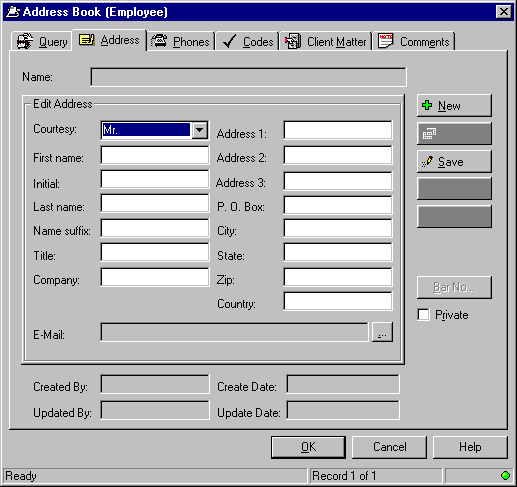 Address Book (Employee)
Query Address Phones Codes Client Matter Comments
Name:
Edit Address
Courtesy: Mr. Address 1:
First name: Address 2:
Initial: Address 3:
Last name: P. O. Box:
Name suffix: City:
Title: State:
Company: Zip:
Country:
E-Mail: ...
New
Save
Bar No...
Private
Created By: Create Date:
Updated By: Update Date:
OK Cancel Help
Ready Record 1 of 1